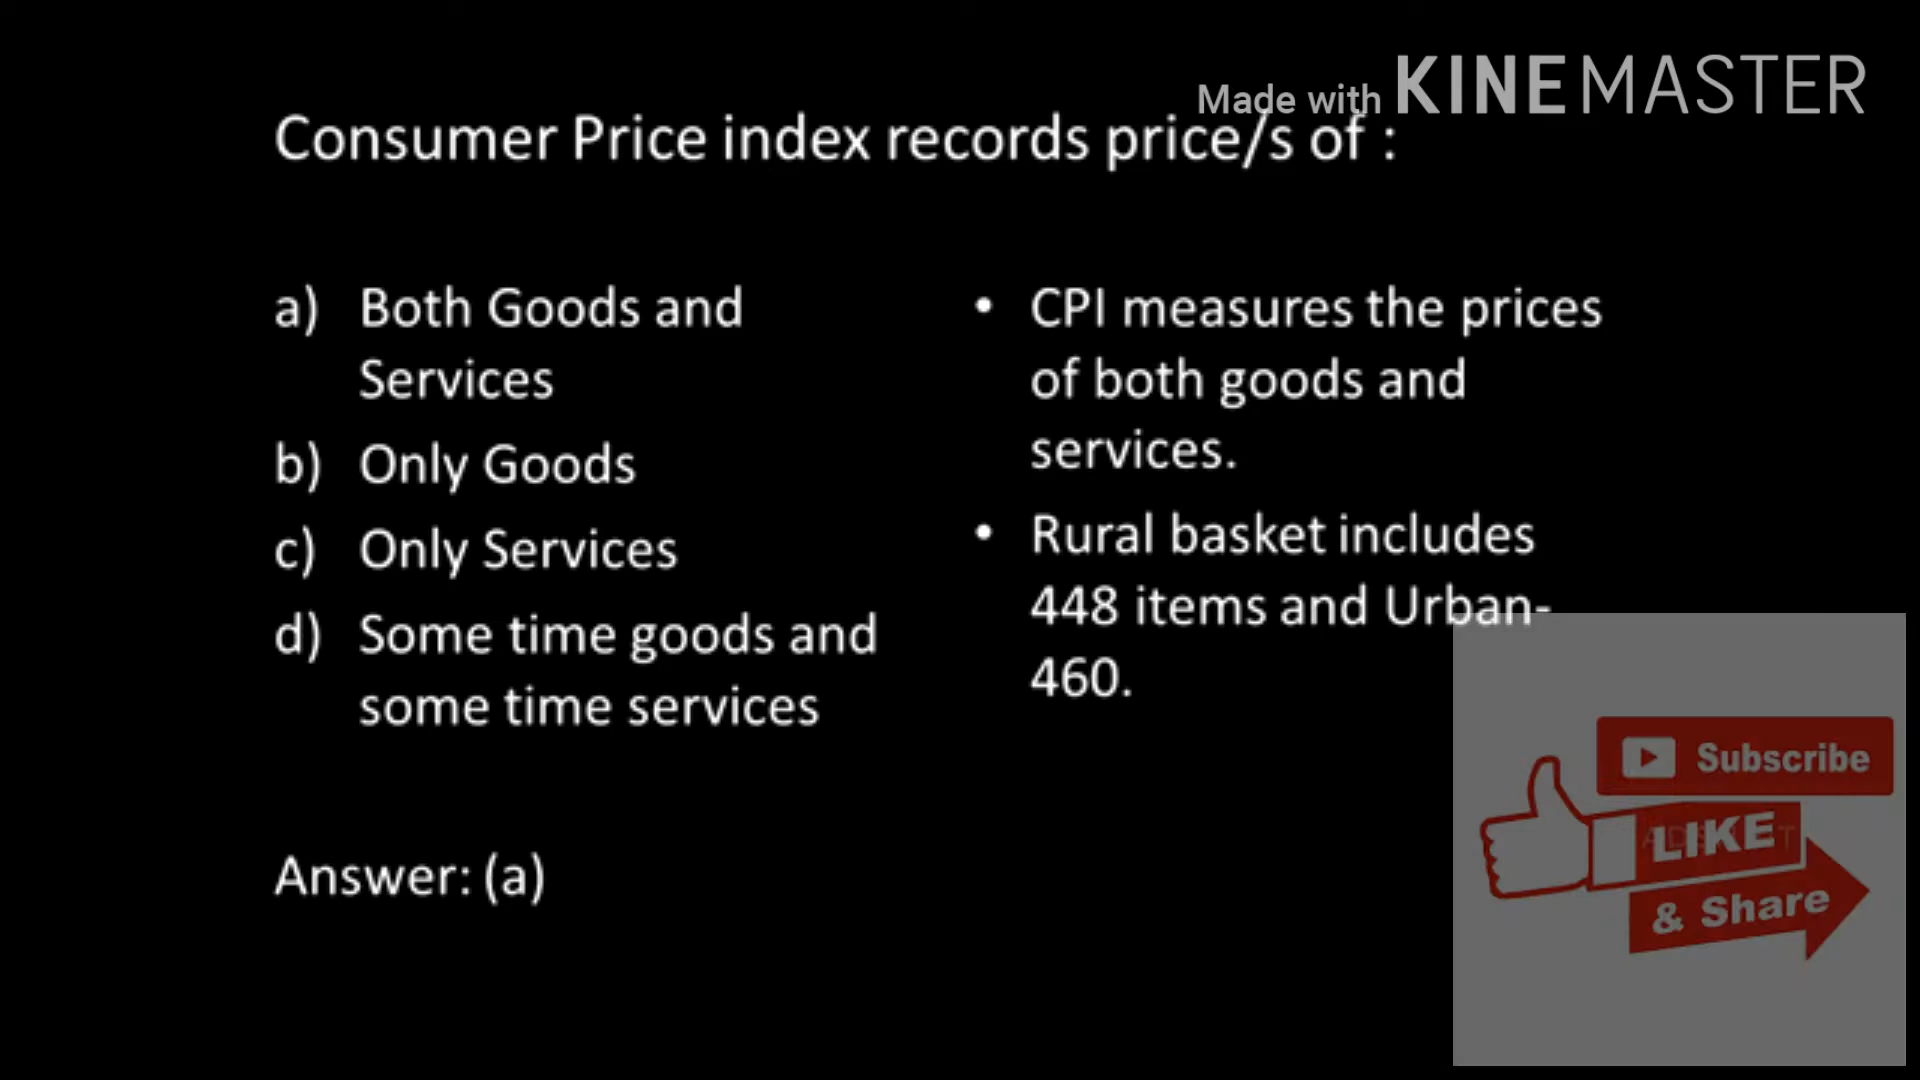 Made with KINEMASTER
Consumer Price index records price/s of :
a) Both Goods and
Services
b) Only Goods
c) Only Services
d) Some time goods and
some time services
Answer: (a)
• CPI measures the prices
of both goods and
services.
• Rural basket includes
448 items and Urban-
460.
Subscribe
LIKE
& Share